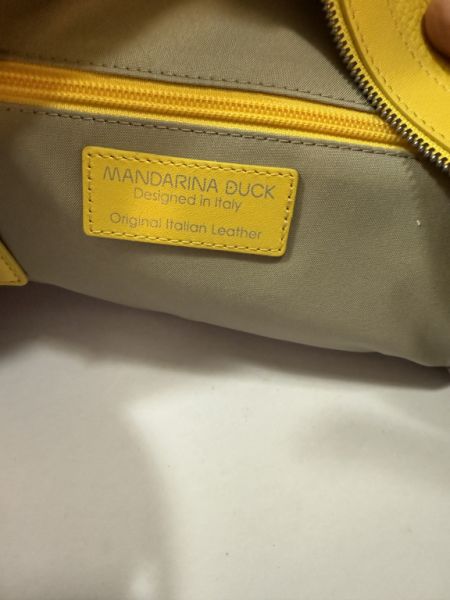 MANDARINA DUCK
Designed in Italy
Original Italian Leather